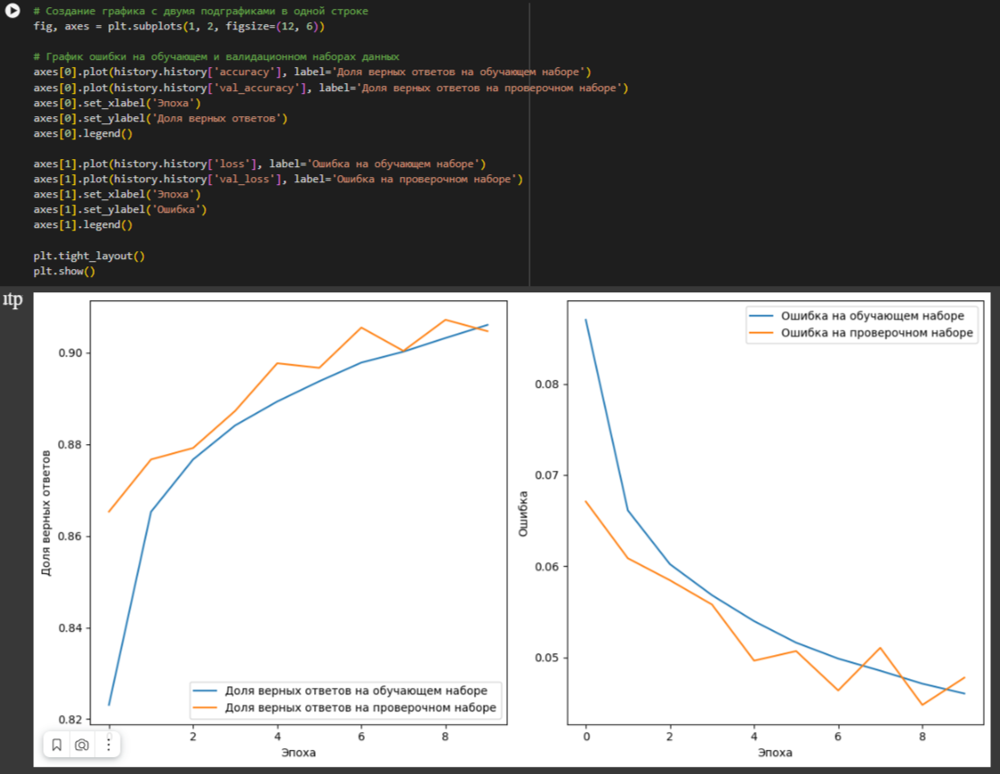 # Создание графика с двумя подграфиками в одной строке
fig, axes = plt.subplots(1, 2, figsize=(12, 6))
# График ошибки на обучающем и валидационном наборах данных
axes[0].plot(history.history['accuracy'], label='Доля верных ответов на обучающем наборе')
axes[0].plot(history.history['val_accuracy'], label='Доля верных ответов на проверочном наборе')
axes[0].set_xlabel('Эпоха')
axes[0].set_ylabel('Доля верных ответов')
axes[0].legend()
axes[1].plot(history.history['loss'], label='Ошибка на обучающем наборе')
axes[1].plot(history.history['val_loss'], label='Ошибка на проверочном наборе')
axes[1].set_xlabel('Эпоха')
axes[1].set_ylabel('Ошибка')
axes[1].legend()
plt.tight_layout()
plt.show()
0.90
0.88
0.86
0.84
0.82
Доля верных ответов
Доля верных ответов на обучающем наборе
Доля верных ответов на проверочном наборе
2 4 6 8
Эпоха
Ошибка на обучающем наборе
Ошибка на проверочном наборе
0.08
0.07
0.06
0.05
Ошибка
0 2 4 6 8
Эпоха